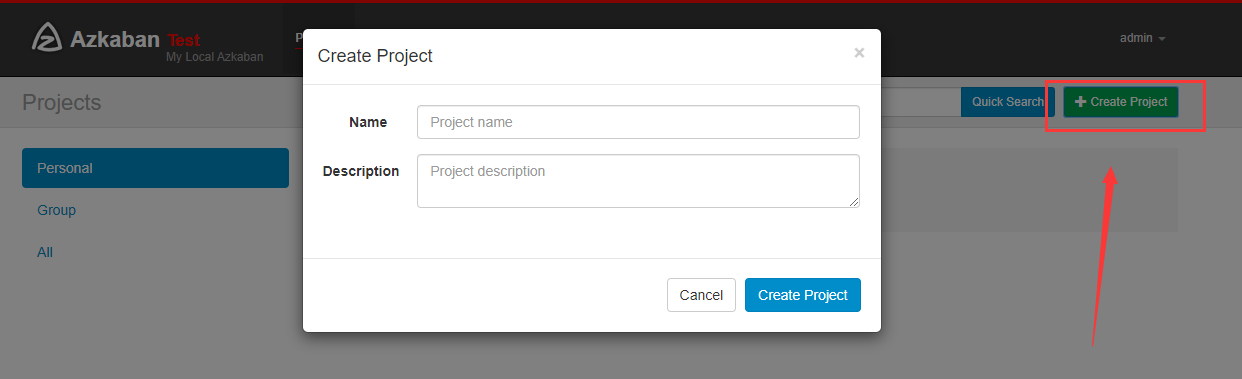 Azkaban Test
My Local Azkaban
P
admin
Create Project
×
Projects
Quick Search
Create Project
Name
Project name
Personal
Description
Project description
Group
All
Cancel
Create Project